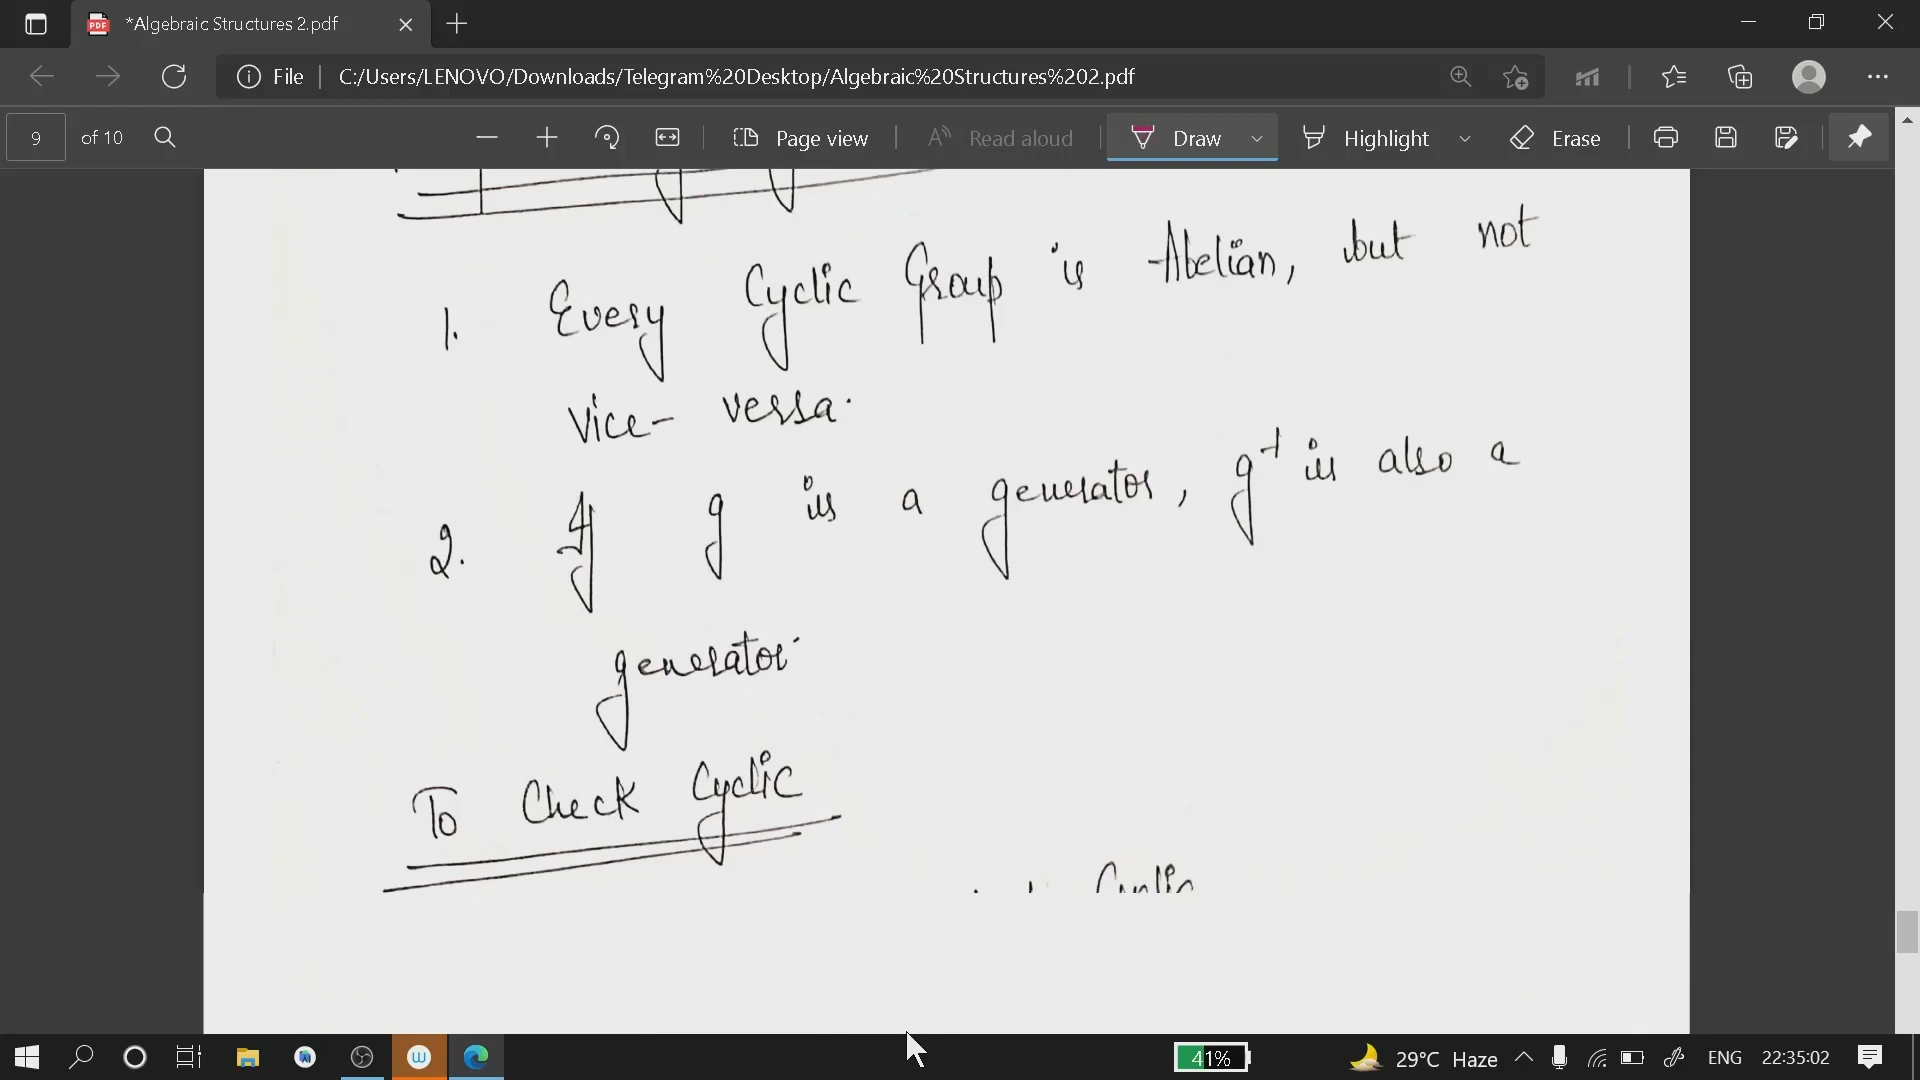 *Algebraic Structures 2.pdf
File
C:/Users/LENOVO/Downloads/Telegram%20Desktop/Algebraic%20Structures%202.pdf
9 of 10
Page view
Read aloud
Draw
Highlight
Erase
1. Every Cyclic Group is Abelian, but not
vice- versa.
2. If g is a generator, g⁻¹ is also a
generator.
To Check Cyclic
Cyclic
41%
29°C Haze
ENG
22:35:02